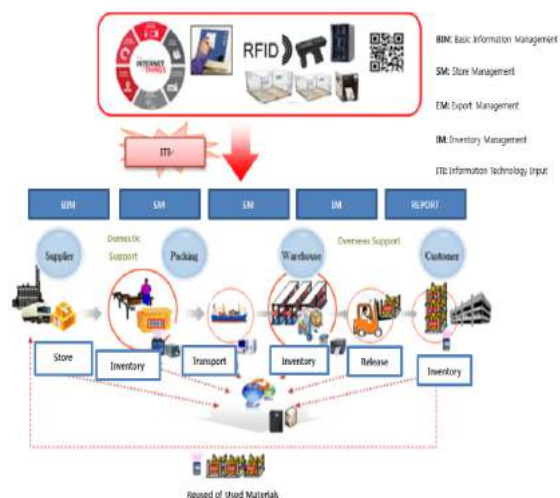 INTERNET
THINGS
RFID
BIM: Basic Information Management
SM: Store Management
EM: Export Management
IM: Inventory Management
ITI: Information Technology Input
ITI
BIM
SM
EM
IM
REPORT
Supplier
Domestic
Support
Packing
Warehouse
Overseas Support
Customer
Store
Inventory
Transport
Inventory
Release
Inventory
Reused of Used Materials